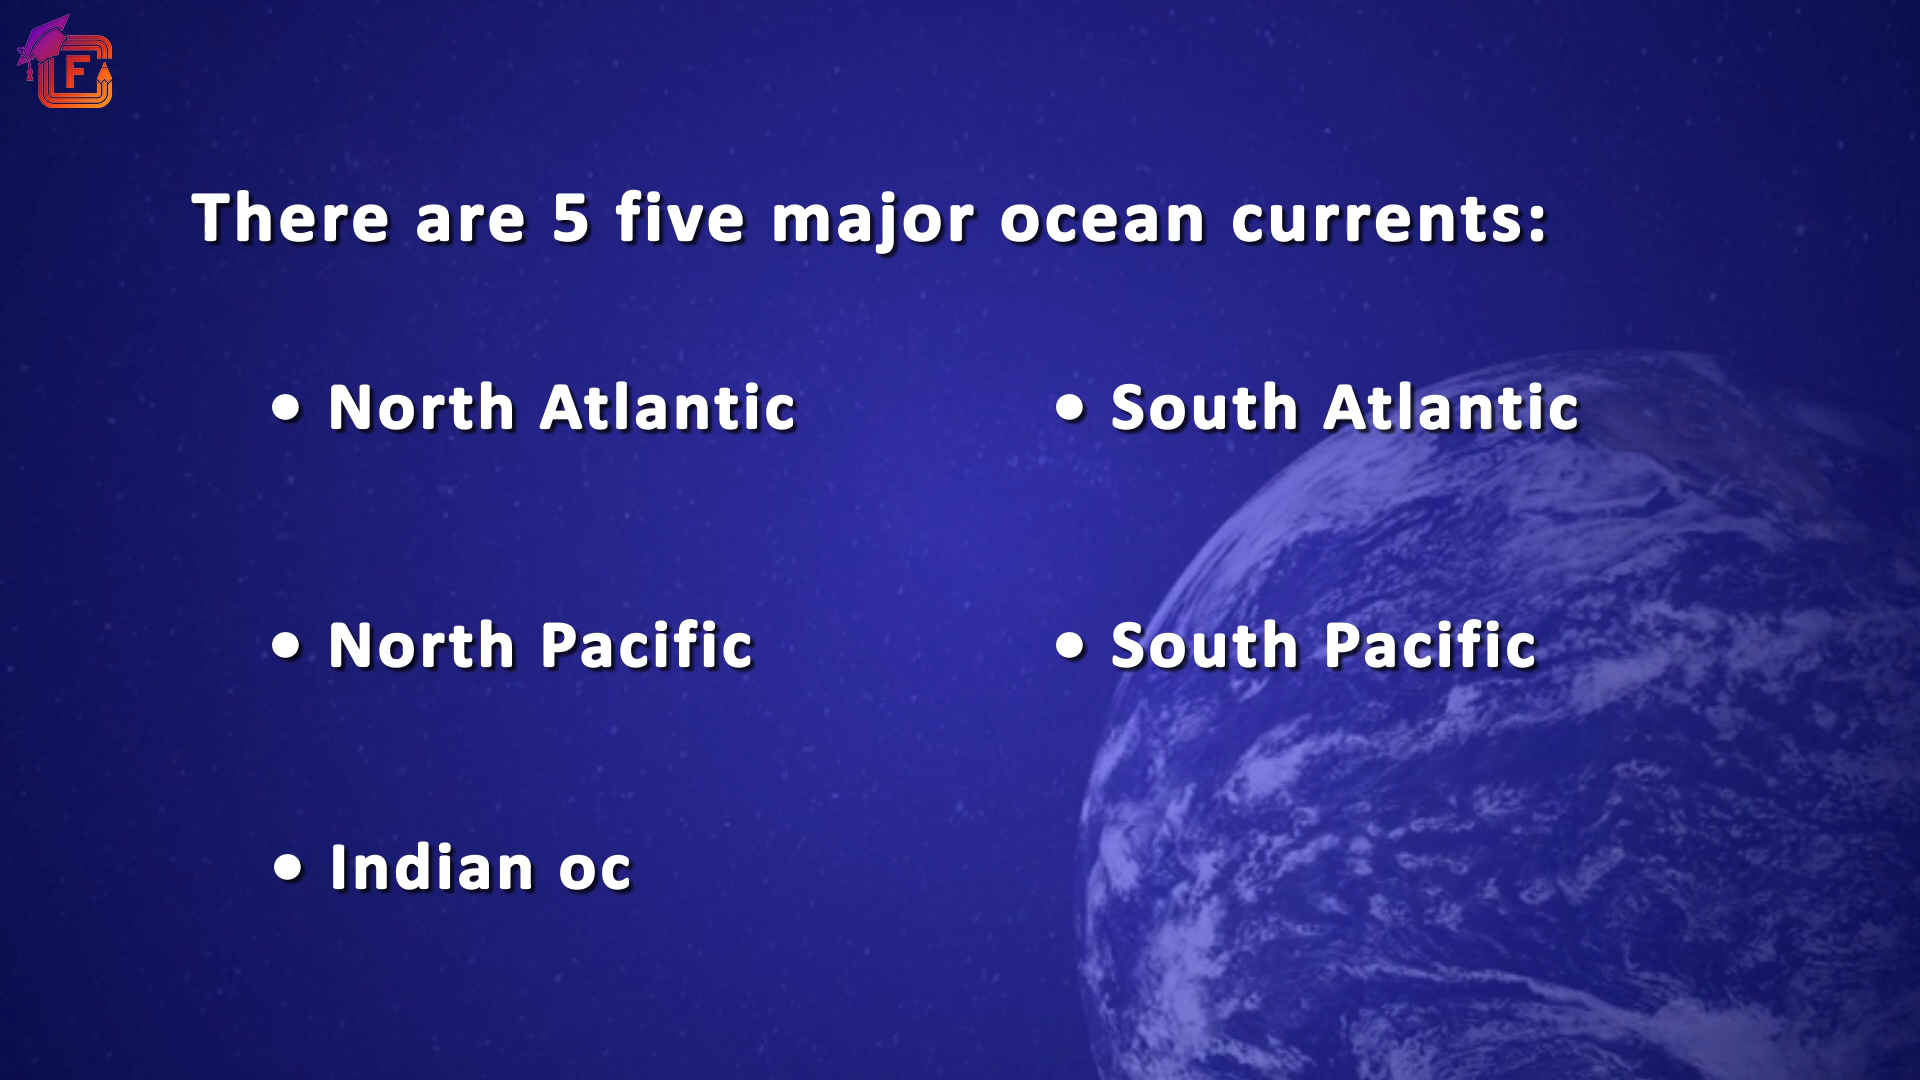 F
There are 5 five major ocean currents:
• North Atlantic
• South Atlantic
• North Pacific
• South Pacific
• Indian oc